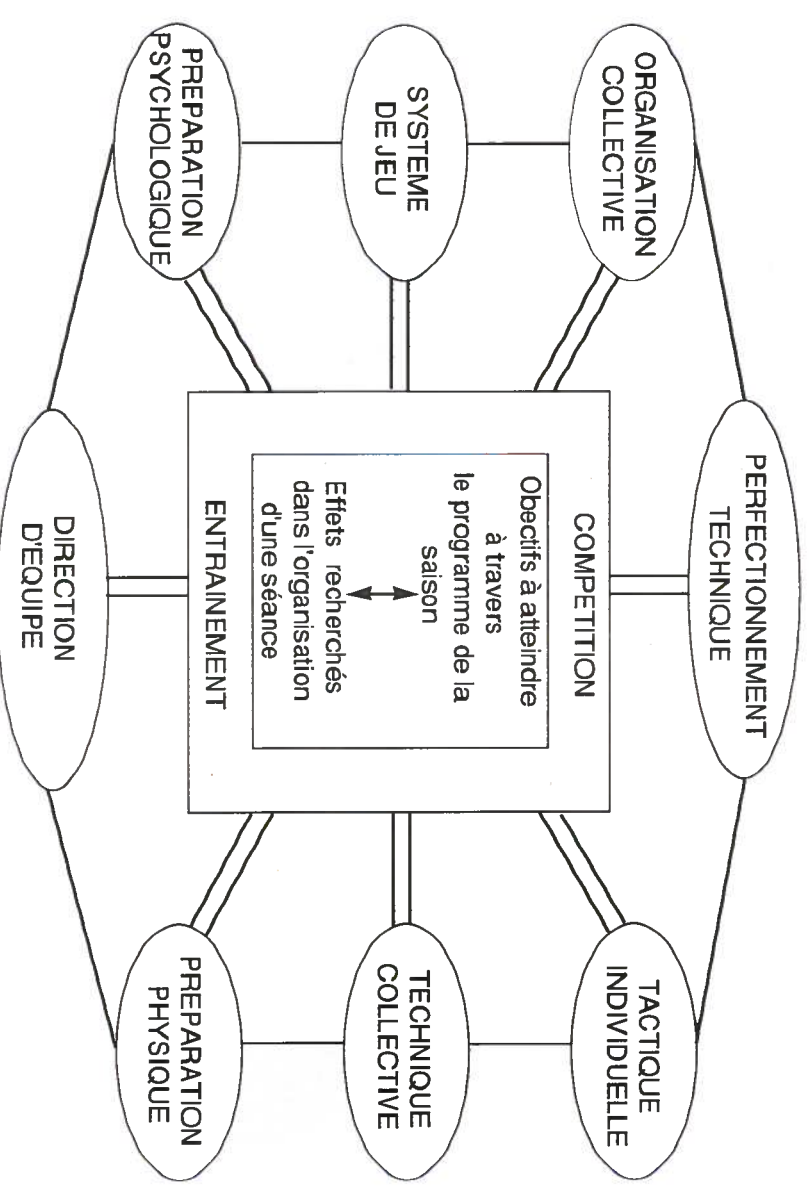 PERFECTIONNEMENT
TECHNIQUE
ORGANISATION
COLLECTIVE
TACTIQUE
INDIVIDUELLE
SYSTEME
DE JEU
COMPETITION
Obectifs à atteindre
à travers
le programme de la
saison
Effets recherchés
dans l'organisation
d'une séance
ENTRAINEMENT
TECHNIQUE
COLLECTIVE
PREPARATION
PSYCHOLOGIQUE
PREPARATION
PHYSIQUE
DIRECTION
D'EQUIPE